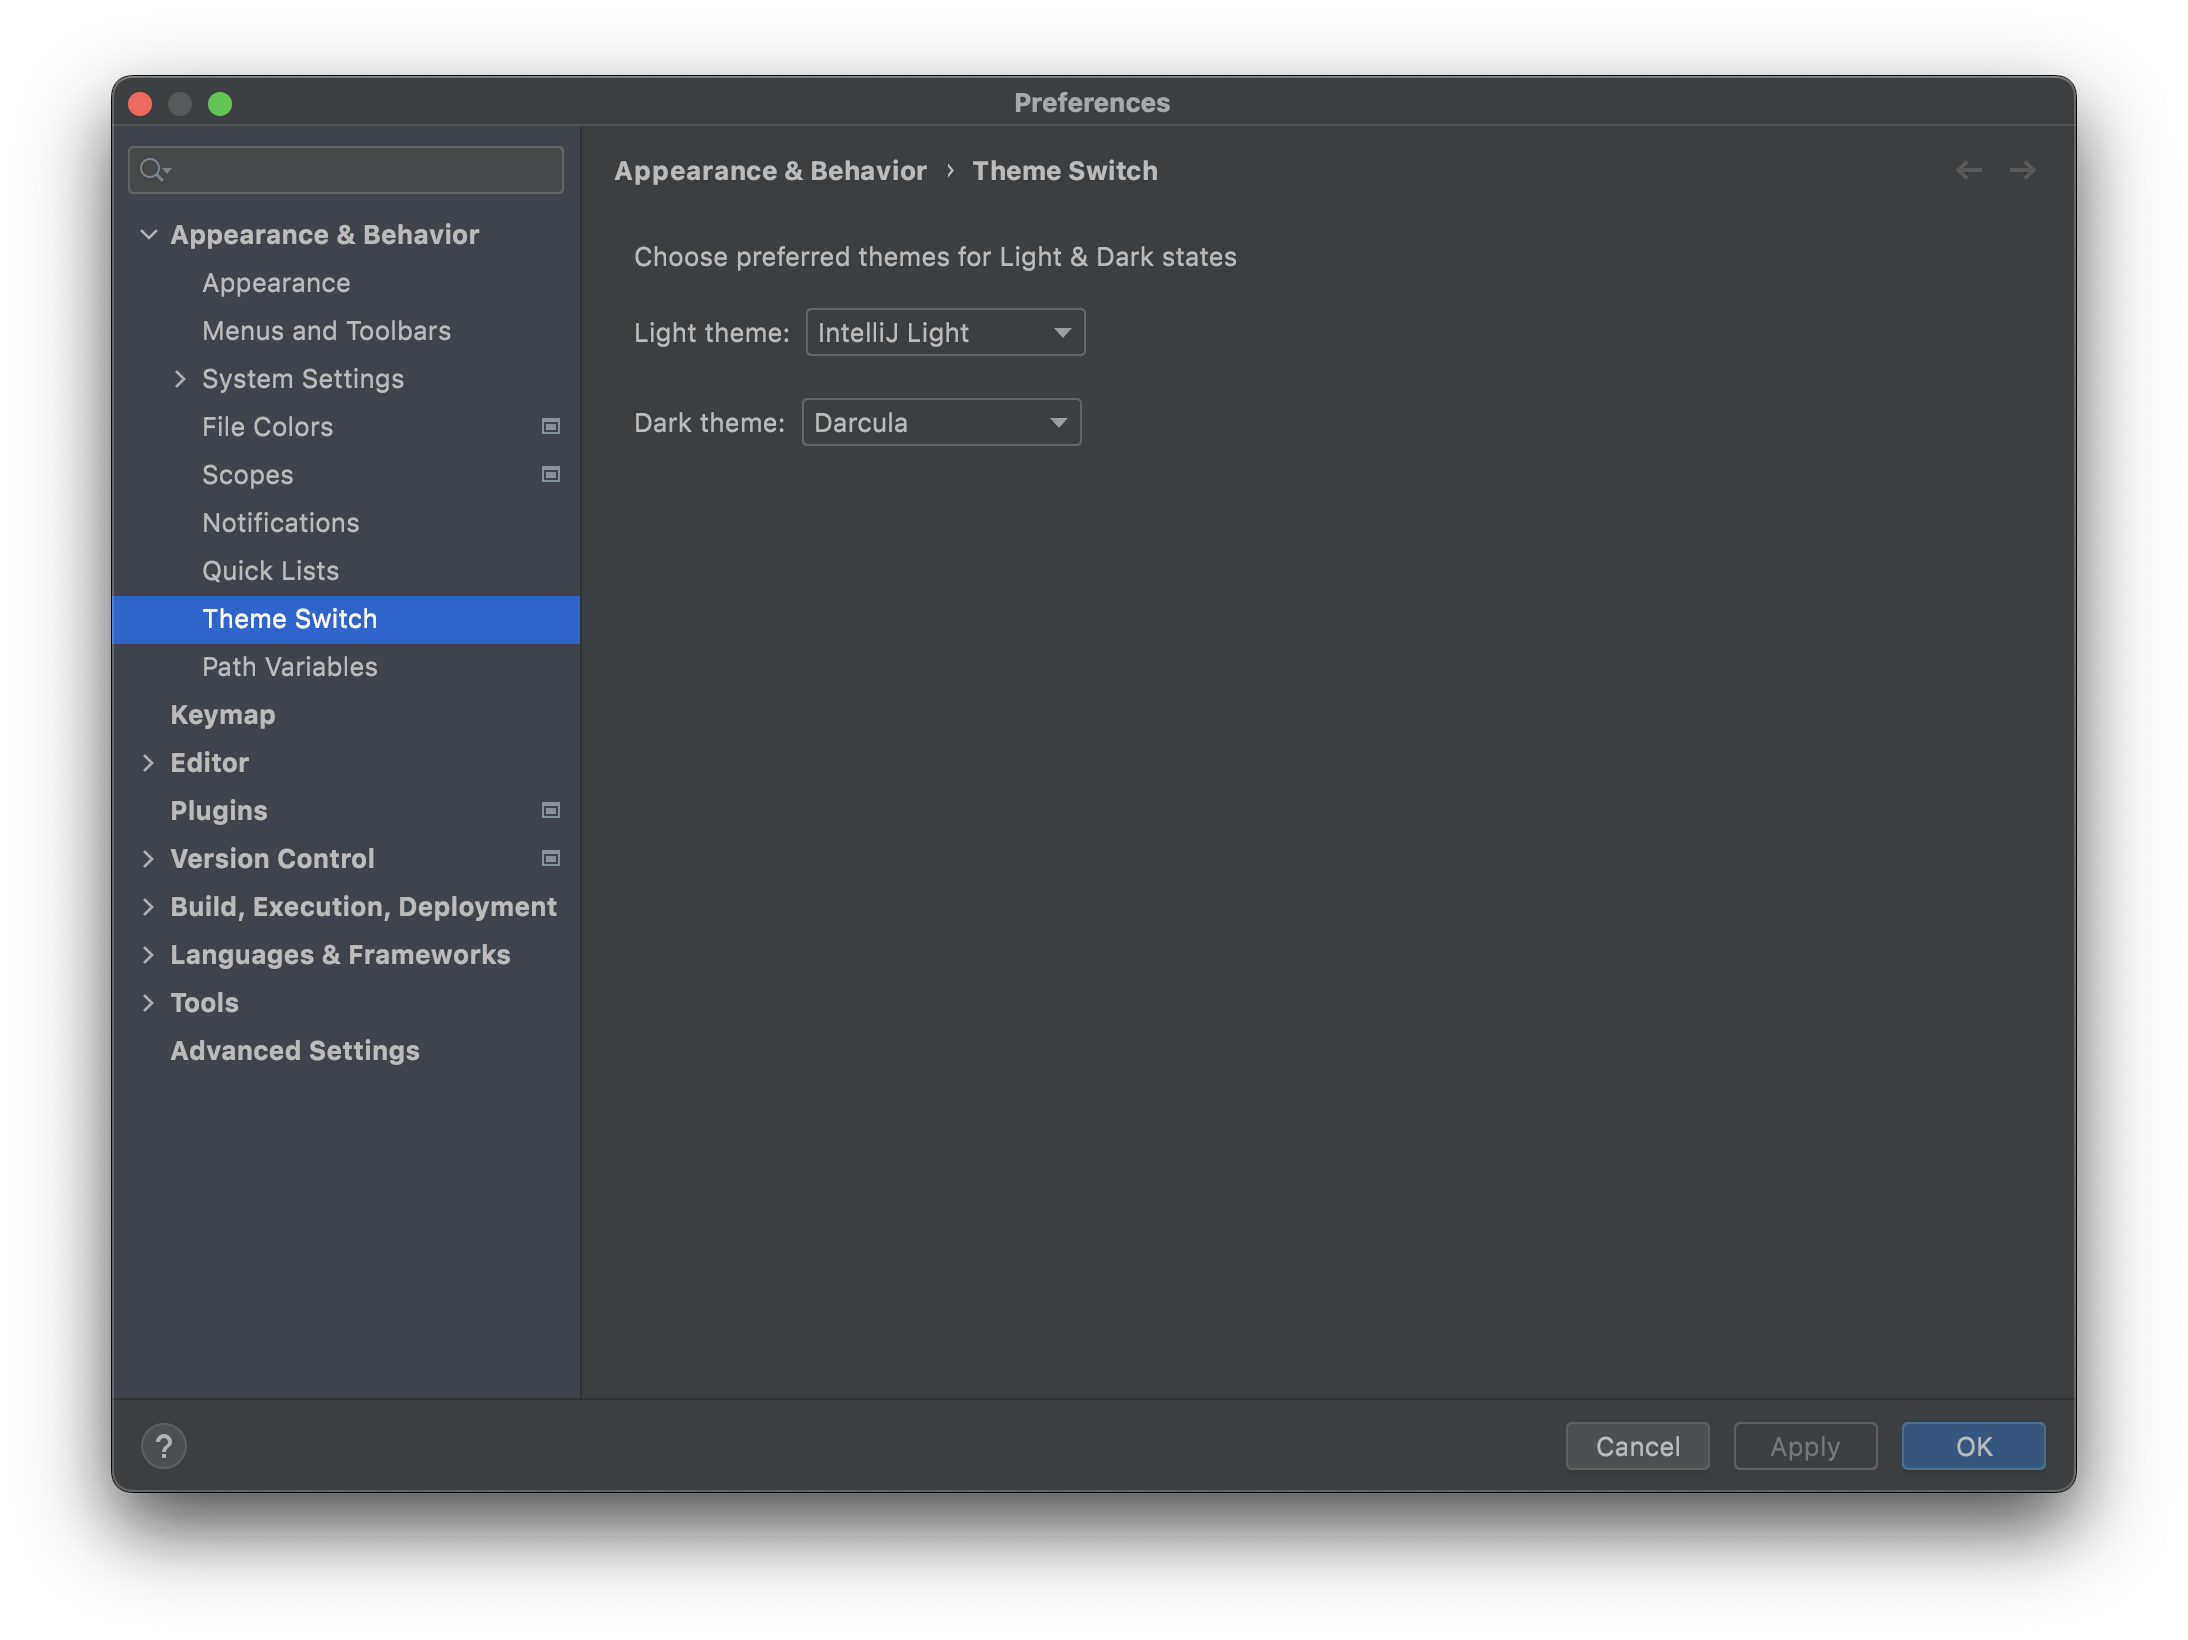 Preferences
Appearance & Behavior
Appearance
Menus and Toolbars
System Settings
File Colors
Scopes
Notifications
Quick Lists
Theme Switch
Path Variables
Keymap
Editor
Plugins
Version Control
Build, Execution, Deployment
Languages & Frameworks
Tools
Advanced Settings
Appearance & Behavior › Theme Switch
Choose preferred themes for Light & Dark states
Light theme: IntelliJ Light
Dark theme: Darcula
? Cancel Apply OK